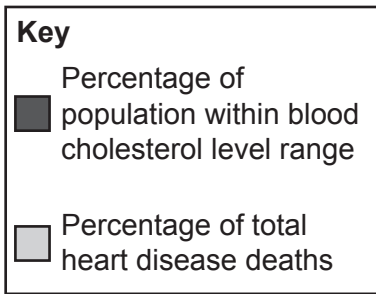 Key
Percentage of
population within blood
cholesterol level range
Percentage of total
heart disease deaths